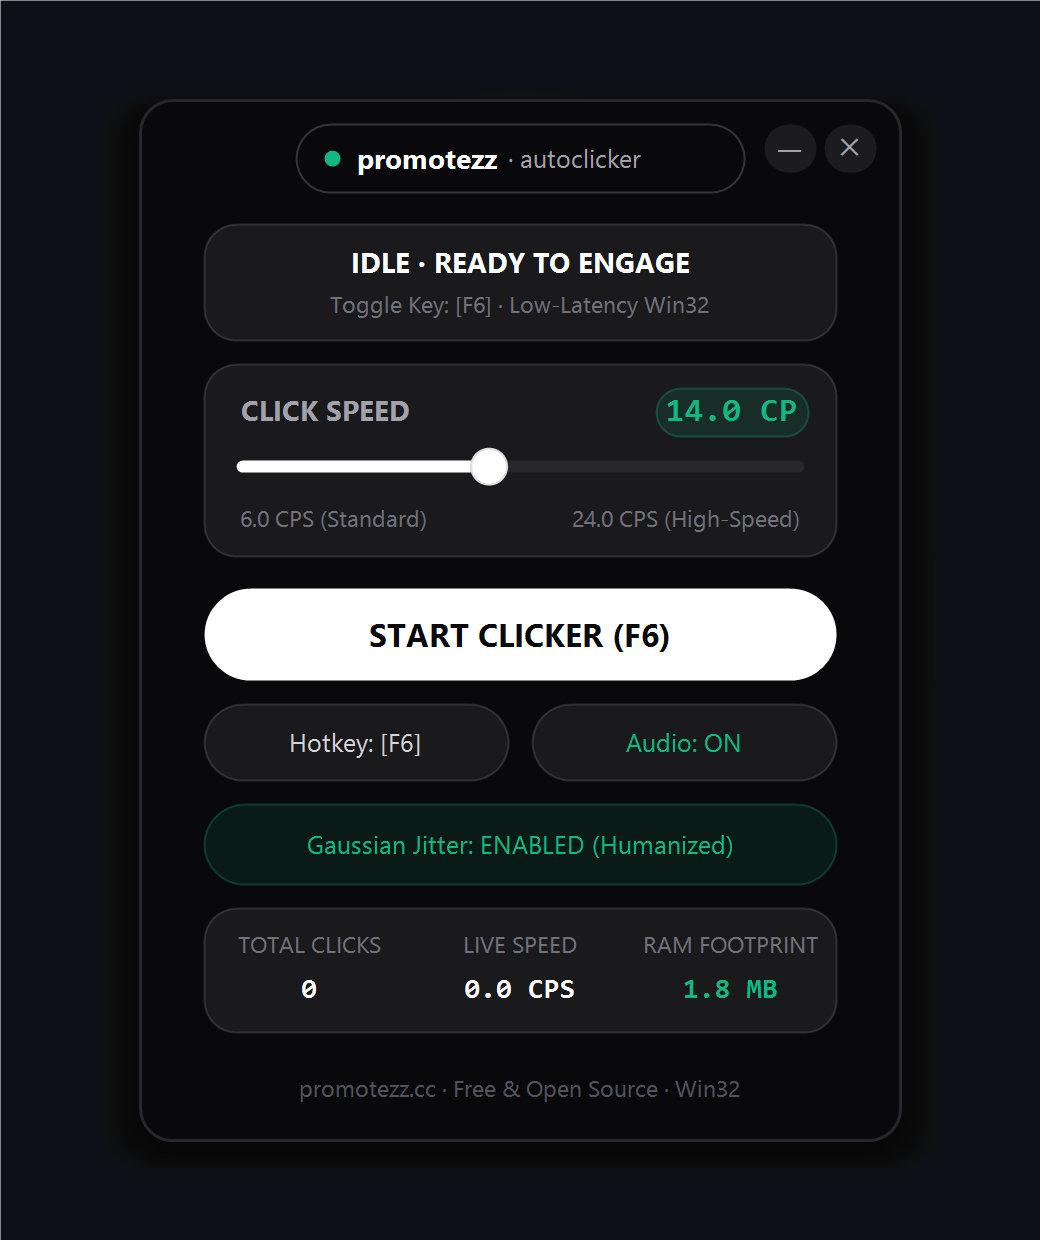 promotezz · autoclicker
IDLE · READY TO ENGAGE
Toggle Key: [F6] · Low-Latency Win32
CLICK SPEED
14.0 CP
6.0 CPS (Standard)
24.0 CPS (High-Speed)
START CLICKER (F6)
Hotkey: [F6]
Audio: ON
Gaussian Jitter: ENABLED (Humanized)
TOTAL CLICKS
0
LIVE SPEED
0.0 CPS
RAM FOOTPRINT
1.8 MB
promotezz.cc · Free & Open Source · Win32